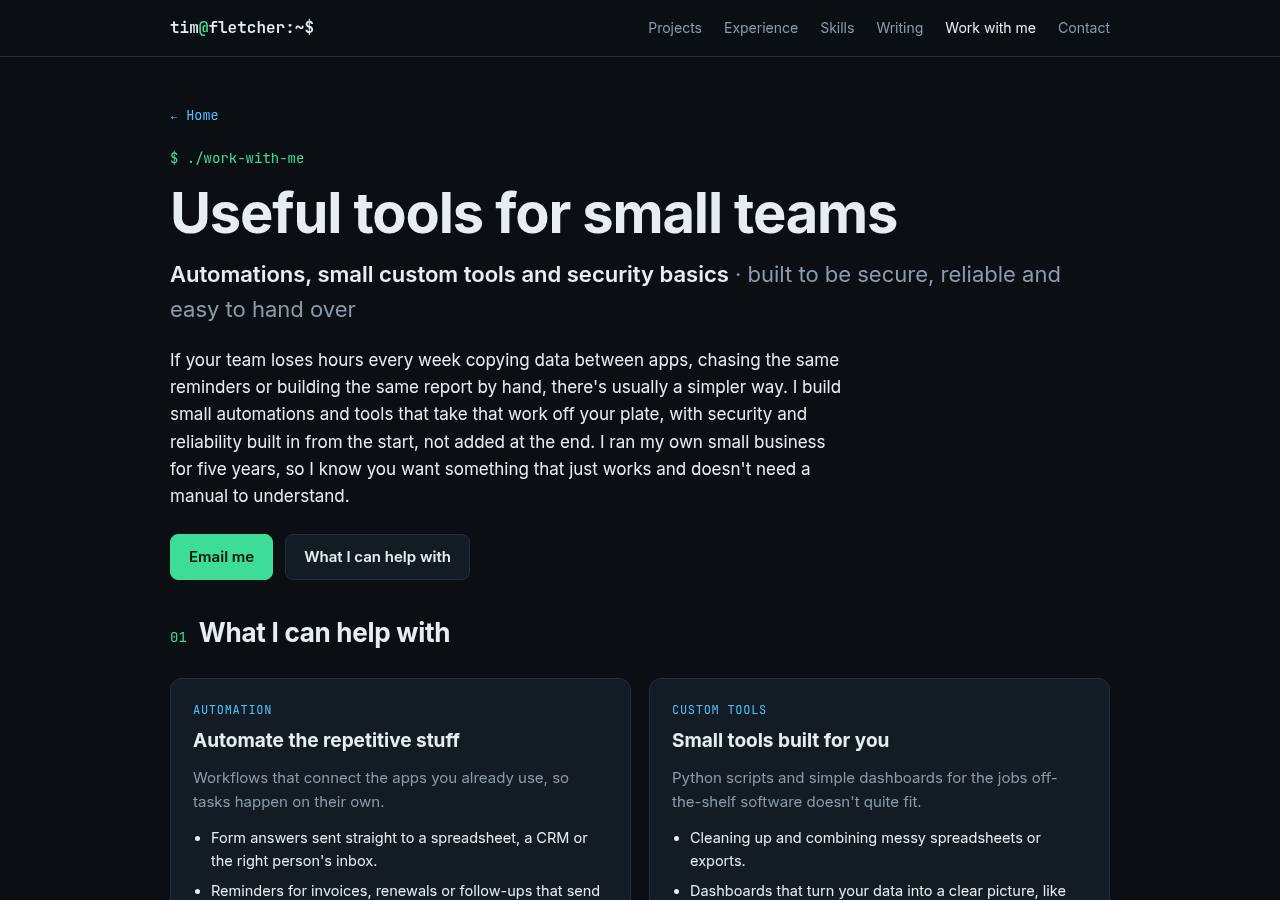 tim@fletcher:~$
Projects Experience Skills Writing Work with me Contact
← Home
$ ./work-with-me
Useful tools for small teams
Automations, small custom tools and security basics · built to be secure, reliable and
easy to hand over
If your team loses hours every week copying data between apps, chasing the same
reminders or building the same report by hand, there's usually a simpler way. I build
small automations and tools that take that work off your plate, with security and
reliability built in from the start, not added at the end. I ran my own small business
for five years, so I know you want something that just works and doesn't need a
manual to understand.
Email me
What I can help with
01 What I can help with
AUTOMATION
Automate the repetitive stuff
Workflows that connect the apps you already use, so
tasks happen on their own.
• Form answers sent straight to a spreadsheet, a CRM or
the right person's inbox.
• Reminders for invoices, renewals or follow-ups that send
CUSTOM TOOLS
Small tools built for you
Python scripts and simple dashboards for the jobs off-
the-shelf software doesn't quite fit.
• Cleaning up and combining messy spreadsheets or
exports.
• Dashboards that turn your data into a clear picture, like